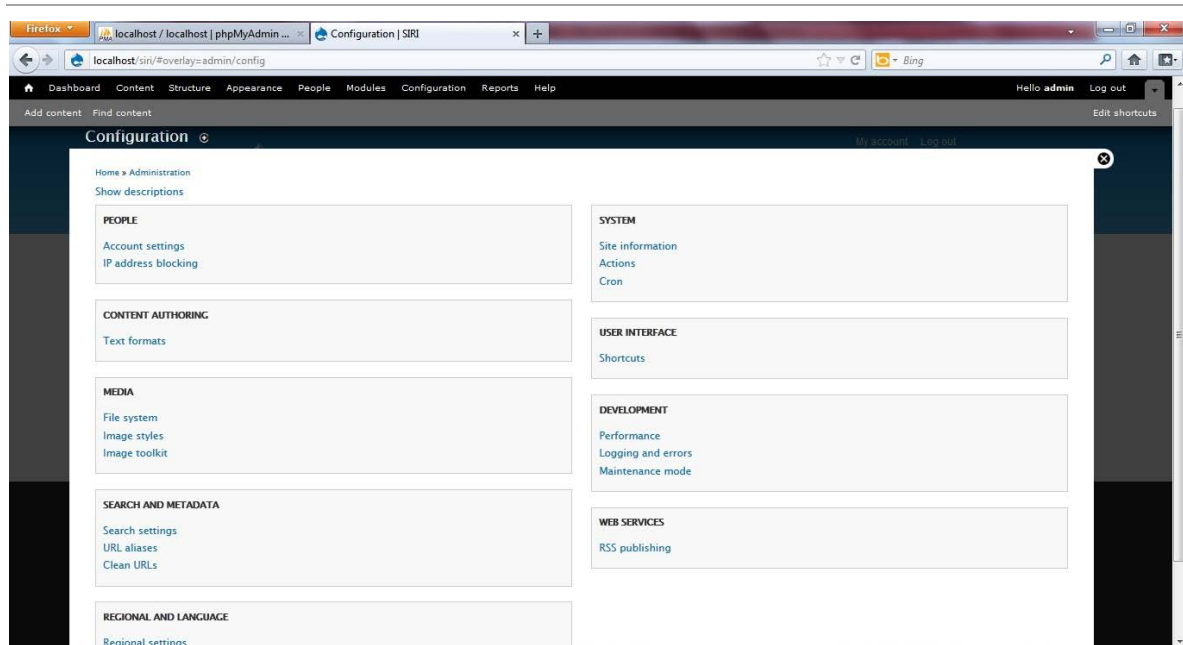 Firefox
localhost / localhost | phpMyAdmin ...
Configuration | SIRI
localhost/siri/#overlay=admin/config
Bing
Dashboard Content Structure Appearance People Modules Configuration Reports Help
Hello admin Log out
Add content Find content
Edit shortcuts
Configuration
My account Log out
Home » Administration
Show descriptions
PEOPLE
Account settings
IP address blocking
CONTENT AUTHORING
Text formats
MEDIA
File system
Image styles
Image toolkit
SEARCH AND METADATA
Search settings
URL aliases
Clean URLs
REGIONAL AND LANGUAGE
Regional settings
SYSTEM
Site information
Actions
Cron
USER INTERFACE
Shortcuts
DEVELOPMENT
Performance
Logging and errors
Maintenance mode
WEB SERVICES
RSS publishing